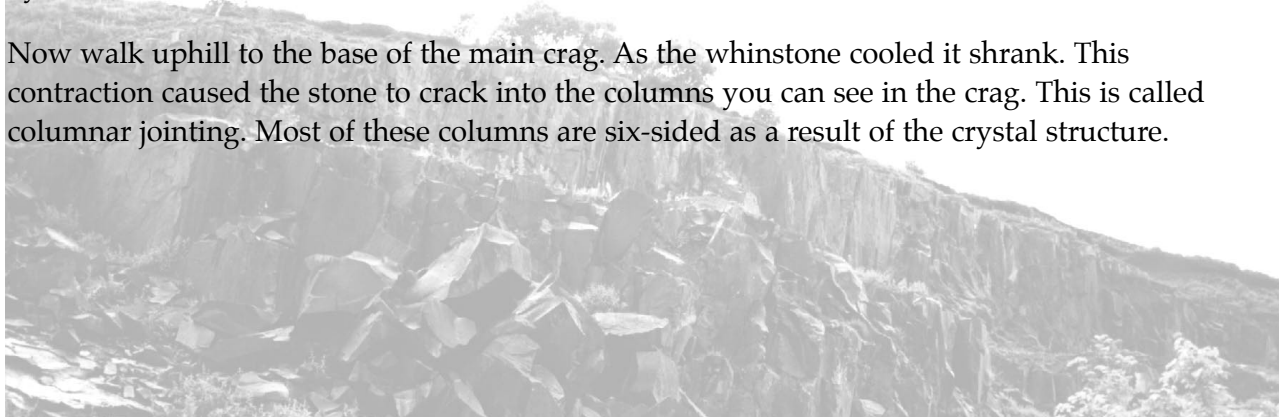 Now walk uphill to the base of the main crag. As the whinstone cooled it shrank. This
contraction caused the stone to crack into the columns you can see in the crag. This is called
columnar jointing. Most of these columns are six-sided as a result of the crystal structure.